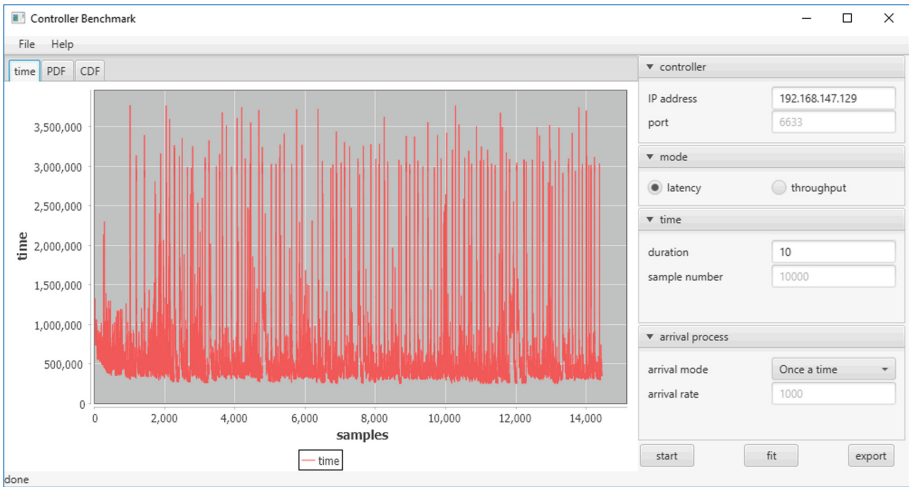 Controller Benchmark
File Help
time PDF CDF
time
3,500,000
3,000,000
2,500,000
2,000,000
1,500,000
1,000,000
500,000
0
0 2,000 4,000 6,000 8,000 10,000 12,000 14,000
samples
time
controller
IP address 192.168.147.129
port 6633
mode
latency throughput
time
duration 10
sample number 10000
arrival process
arrival mode Once a time
arrival rate 1000
start fit export
done